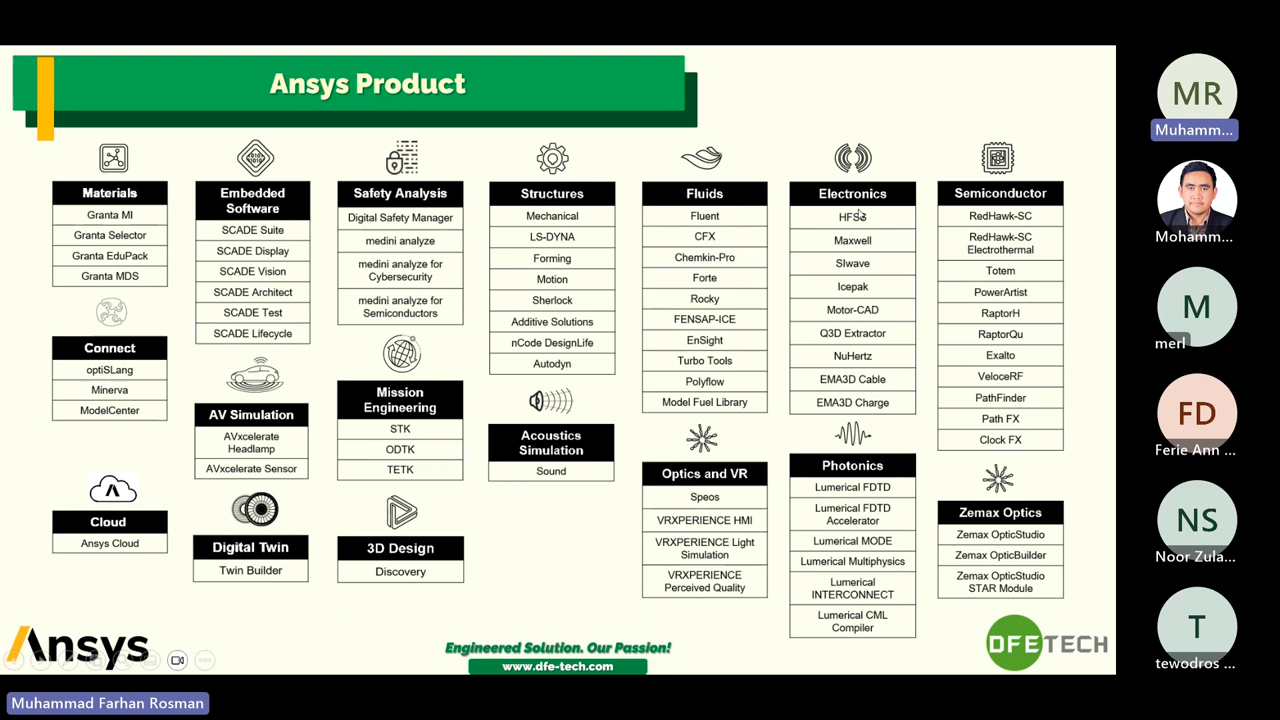 Ansys Product
Materials
Granta MI
Granta Selector
Granta EduPack
Granta MDS
Connect
optiSLang
Minerva
ModelCenter
Cloud
Ansys Cloud
Embedded
Software
SCADE Suite
SCADE Display
SCADE Vision
SCADE Architect
SCADE Test
SCADE Lifecycle
AV Simulation
AVxcelerate
Headlamp
AVxcelerate Sensor
Digital Twin
Twin Builder
Safety Analysis
Digital Safety Manager
medini analyze
medini analyze for
Cybersecurity
medini analyze for
Semiconductors
Mission
Engineering
STK
ODTK
TETK
3D Design
Discovery
Structures
Mechanical
LS-DYNA
Forming
Motion
Sherlock
Additive Solutions
nCode DesignLife
Autodyn
Acoustics
Simulation
Sound
Fluids
Fluent
CFX
Chemkin-Pro
Forte
Rocky
FENSAP-ICE
EnSight
Turbo Tools
Polyflow
Model Fuel Library
Optics and VR
Speos
VRXPERIENCE HMI
VRXPERIENCE Light
Simulation
VRXPERIENCE
Perceived Quality
Electronics
HFSS
Maxwell
SIwave
Icepak
Motor-CAD
Q3D Extractor
NuHertz
EMA3D Cable
EMA3D Charge
Photonics
Lumerical FDTD
Lumerical FDTD
Accelerator
Lumerical MODE
Lumerical Multiphysics
Lumerical
INTERCONNECT
Lumerical CML
Compiler
Semiconductor
RedHawk-SC
RedHawk-SC
Electrothermal
Totem
PowerArtist
RaptorH
RaptorQu
Exalto
VeloceRF
PathFinder
Path FX
Clock FX
Zemax Optics
Zemax OpticStudio
Zemax OpticBuilder
Zemax OpticStudio
STAR Module
Ansys
Engineered Solution. Our Passion!
www.dfe-tech.com
DFETECH
Muhammad Farhan Rosman
MR
Muhamm...
Mohamm...
M
merl
FD
Ferie Ann ...
NS
Noor Zula...
T
tewodros ...